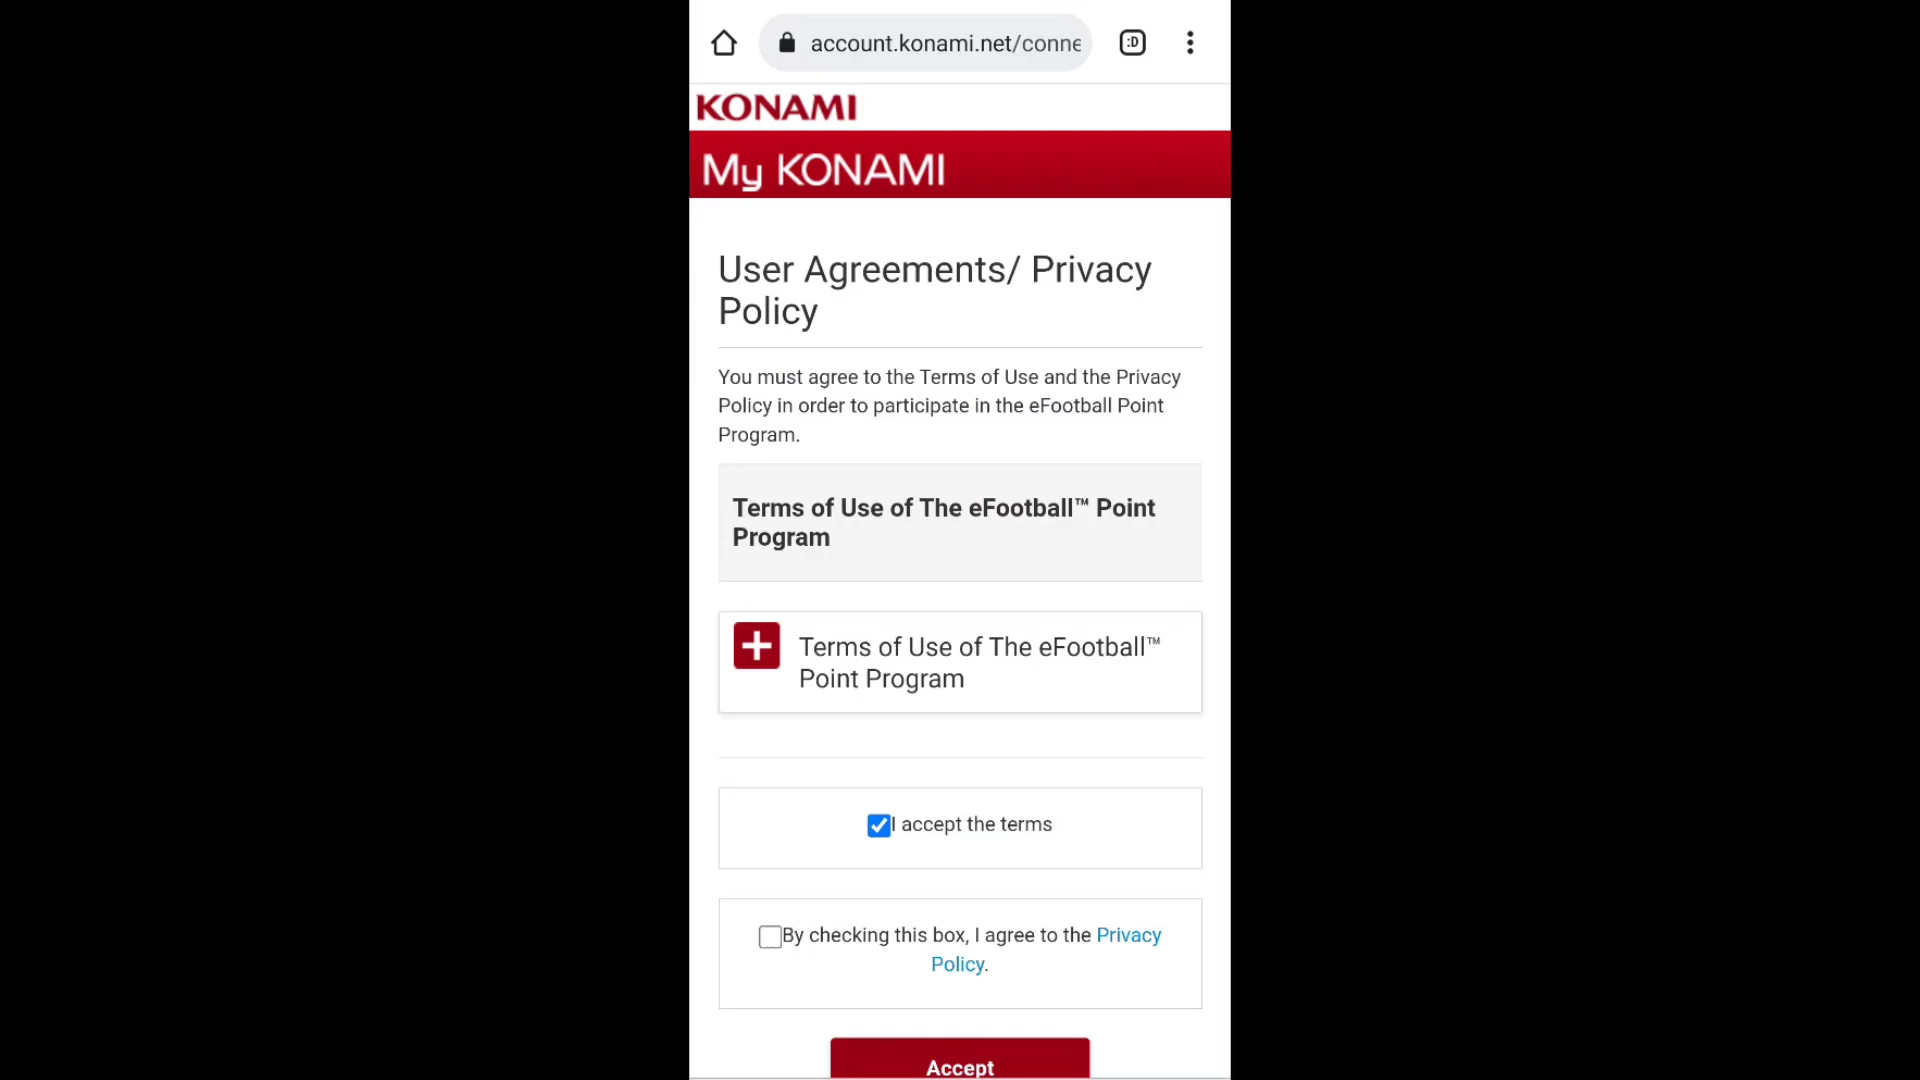 account.konami.net/conne
:D
KONAMI
My KONAMI
User Agreements/ Privacy
Policy
You must agree to the Terms of Use and the Privacy
Policy in order to participate in the eFootball Point
Program.
Terms of Use of The eFootball™ Point
Program
Terms of Use of The eFootball™
Point Program
I accept the terms
By checking this box, I agree to the Privacy
Policy.
Accept